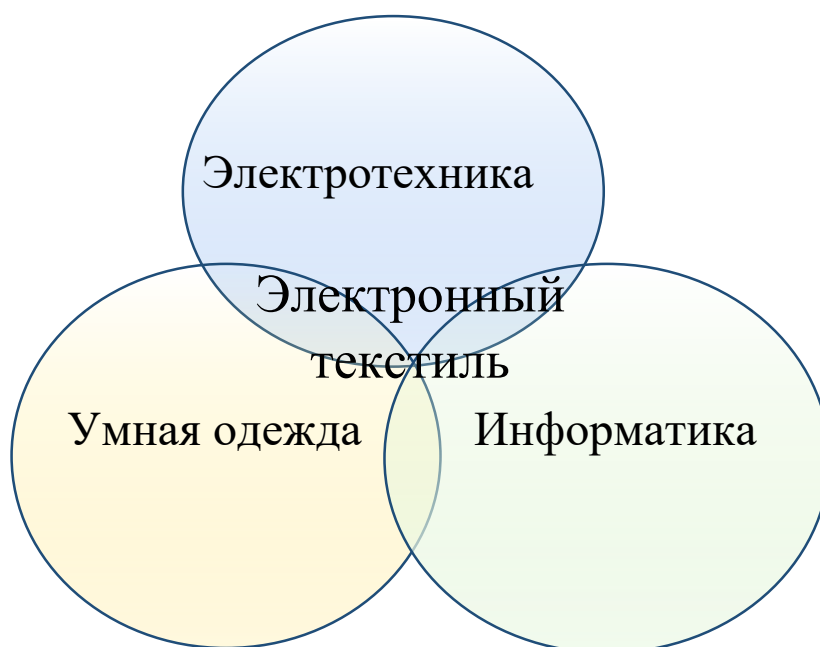 Электротехника
Электронный
текстиль
Умная одежда
Информатика